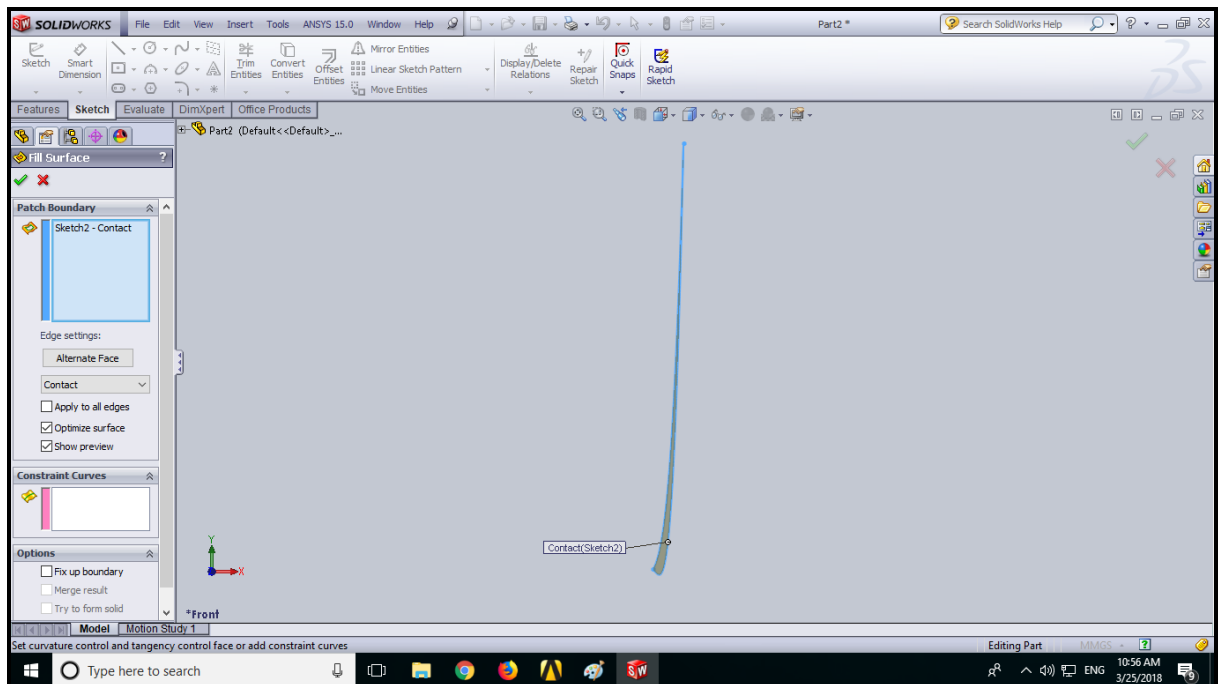 SW SOLIDWORKS File Edit View Insert Tools ANSYS 15.0 Window Help Part2 * Search SolidWorks Help ?
Sketch Smart Dimension Trim Entities Convert Entities Offset Entities Mirror Entities Linear Sketch Pattern Move Entities Display/Delete Relations Repair Sketch Quick Snaps Rapid Sketch
Features Sketch Evaluate DimXpert Office Products
Part2 (Default<<Default>_...
Fill Surface ?
Patch Boundary
Sketch2 - Contact
Edge settings:
Alternate Face
Contact
Apply to all edges
Optimize surface
Show preview
Constraint Curves
Contact(Sketch2)
Options
Fix up boundary
Merge result
Try to form solid
Y
X
*Front
Model Motion Study 1
Set curvature control and tangency control face or add constraint curves Editing Part MMGS ?
Type here to search SW ENG 10:56 AM
3/25/2018 9